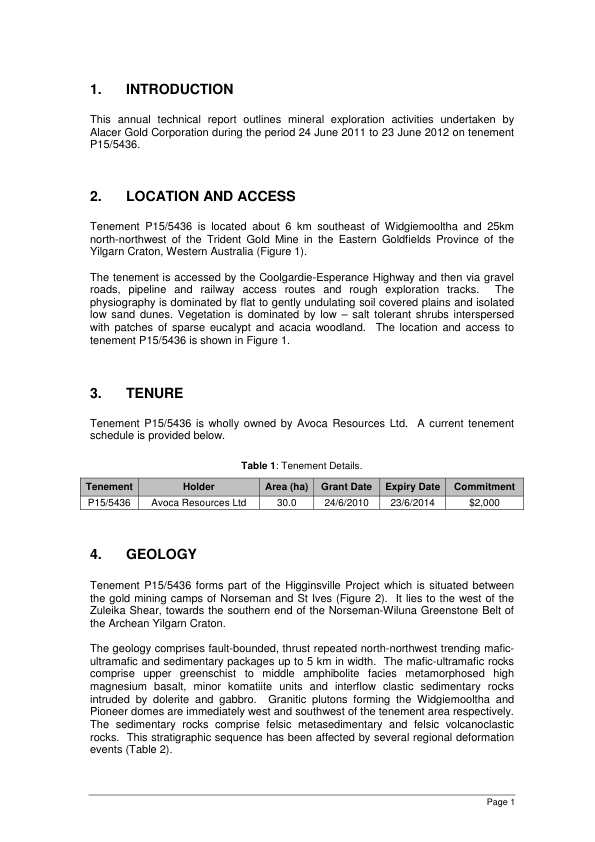 1. INTRODUCTION
This annual technical report outlines mineral exploration activities undertaken by
Alacer Gold Corporation during the period 24 June 2011 to 23 June 2012 on tenement
P15/5436.
2. LOCATION AND ACCESS
Tenement P15/5436 is located about 6 km southeast of Widgiemooltha and 25km
north-northwest of the Trident Gold Mine in the Eastern Goldfields Province of the
Yilgarn Craton, Western Australia (Figure 1).
The tenement is accessed by the Coolgardie-Esperance Highway and then via gravel
roads, pipeline and railway access routes and rough exploration tracks. The
physiography is dominated by flat to gently undulating soil covered plains and isolated
low sand dunes. Vegetation is dominated by low – salt tolerant shrubs interspersed
with patches of sparse eucalypt and acacia woodland. The location and access to
tenement P15/5436 is shown in Figure 1.
3. TENURE
Tenement P15/5436 is wholly owned by Avoca Resources Ltd. A current tenement
schedule is provided below.
Table 1: Tenement Details.
Tenement Holder Area (ha) Grant Date Expiry Date Commitment
P15/5436 Avoca Resources Ltd 30.0 24/6/2010 23/6/2014 $2,000
4. GEOLOGY
Tenement P15/5436 forms part of the Higginsville Project which is situated between
the gold mining camps of Norseman and St Ives (Figure 2). It lies to the west of the
Zuleika Shear, towards the southern end of the Norseman-Wiluna Greenstone Belt of
the Archean Yilgarn Craton.
The geology comprises fault-bounded, thrust repeated north-northwest trending mafic-
ultramafic and sedimentary packages up to 5 km in width. The mafic-ultramafic rocks
comprise upper greenschist to middle amphibolite facies metamorphosed high
magnesium basalt, minor komatiite units and interflow clastic sedimentary rocks
intruded by dolerite and gabbro. Granitic plutons forming the Widgiemooltha and
Pioneer domes are immediately west and southwest of the tenement area respectively.
The sedimentary rocks comprise felsic metasedimentary and felsic volcanoclastic
rocks. This stratigraphic sequence has been affected by several regional deformation
events (Table 2).
Page 1